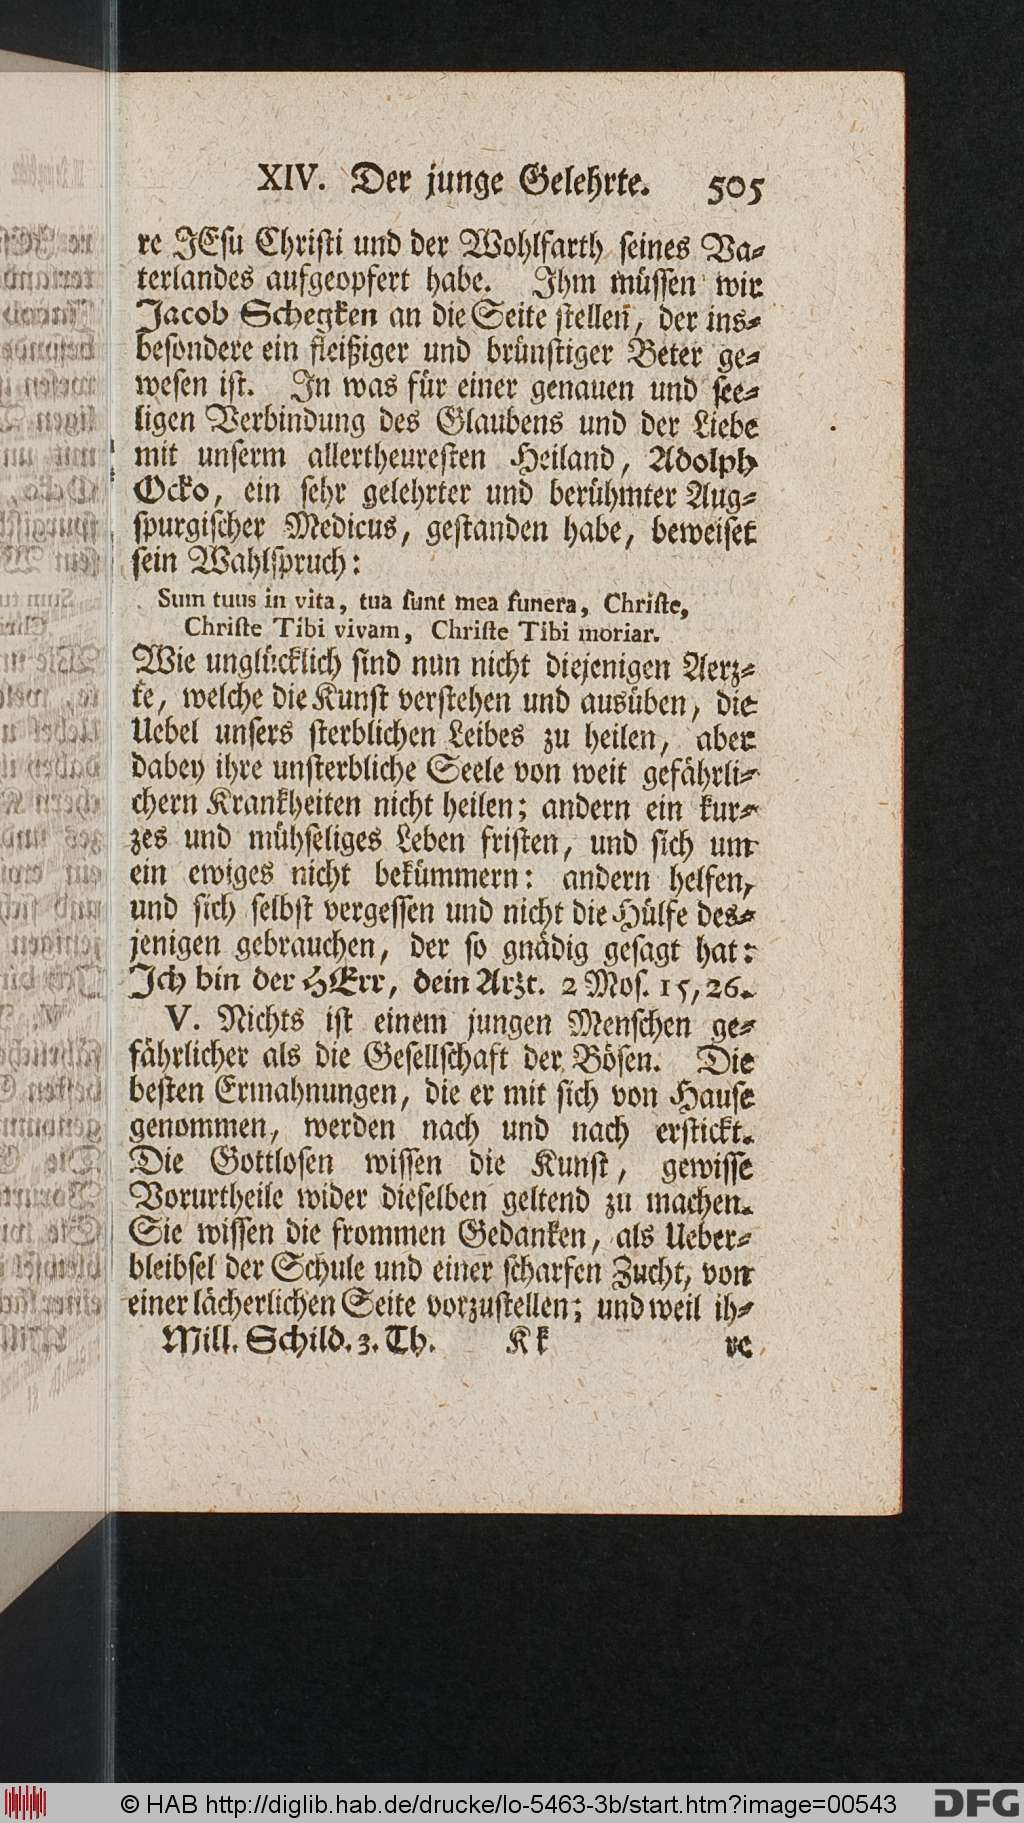 XIV. Der junge Gelehrte. 505
re JEsu Christi und der Wohlfarth seines Va-
terlandes aufgeopfert habe. Ihm müssen wir
Jacob Schegken an die Seite stellen, der ins-
besondere ein fleißiger und brünstiger Beter ge-
wesen ist. In was für einer genauen und see-
ligen Verbindung des Glaubens und der Liebe
mit unserm allertheuresten Heiland, Adolph
Ocko, ein sehr gelehrter und berühmter Aug-
spurgischer Medicus, gestanden habe, beweiset
sein Wahlspruch:
Sum tuus in vita, tua sunt mea funera, Christe,
Christe Tibi vivam, Christe Tibi moriar.
Wie unglücklich sind nun nicht diejenigen Aerz-
te, welche die Kunst verstehen und ausüben, die
Uebel unsers sterblichen Leibes zu heilen, aber
dabey ihre unsterbliche Seele von weit gefährli-
chern Krankheiten nicht heilen; andern ein kur-
zes und mühseliges Leben fristen, und sich um
ein ewiges nicht bekümmern: andern helfen,
und sich selbst vergessen und nicht die Hülfe des-
jenigen gebrauchen, der so gnädig gesagt hat:
Ich bin der HErr, dein Arzt. 2 Mos. 15, 26.
V. Nichts ist einem jungen Menschen ge-
fährlicher als die Gesellschaft der Bösen. Die
besten Ermahnungen, die er mit sich von Hause
genommen, werden nach und nach erstickt.
Die Gottlosen wissen die Kunst, gewisse
Vorurtheile wider dieselben geltend zu machen.
Sie wissen die frommen Gedanken, als Ueber-
bleibsel der Schule und einer scharfen Zucht, von
einer lächerlichen Seite vorzustellen; und weil ih-
Mill. Schild. 3. Th. Kk re
© HAB http://diglib.hab.de/drucke/lo-5463-3b/start.htm?image=00543 DFG